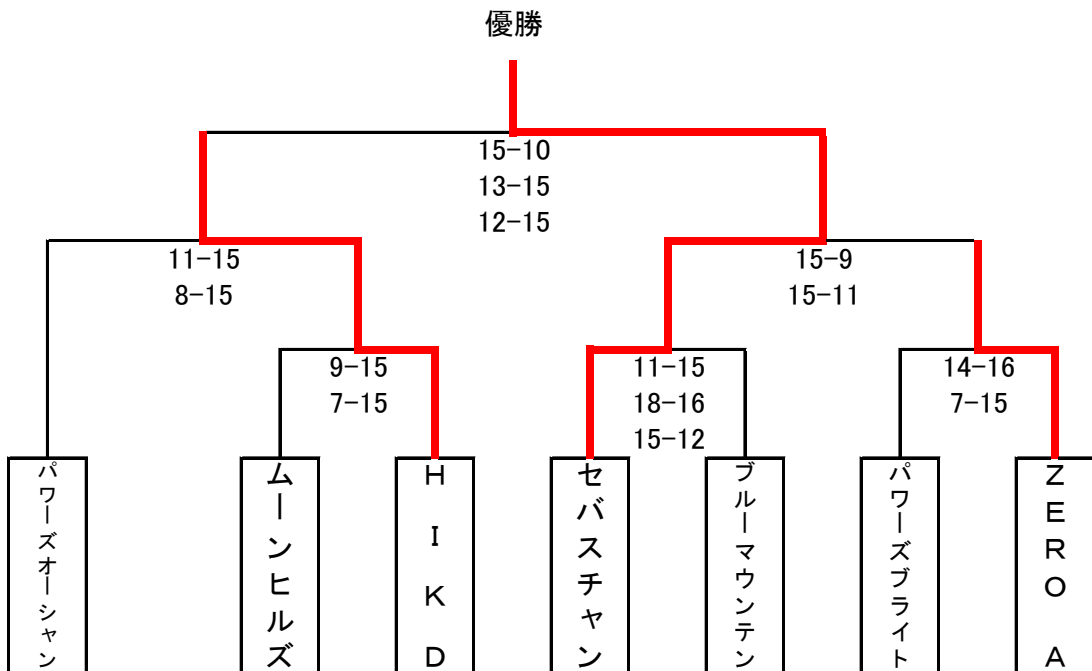 優勝
15-10
13-15
12-15
11-15
8-15
15-9
15-11
9-15
7-15
11-15
18-16
15-12
14-16
7-15
パワーズオーシャン
ムーンヒルズ
ＨＩＫＤ
セバスチャン
ブルーマウンテン
パワーズブライト
ＺＥＲＯ　Ａ